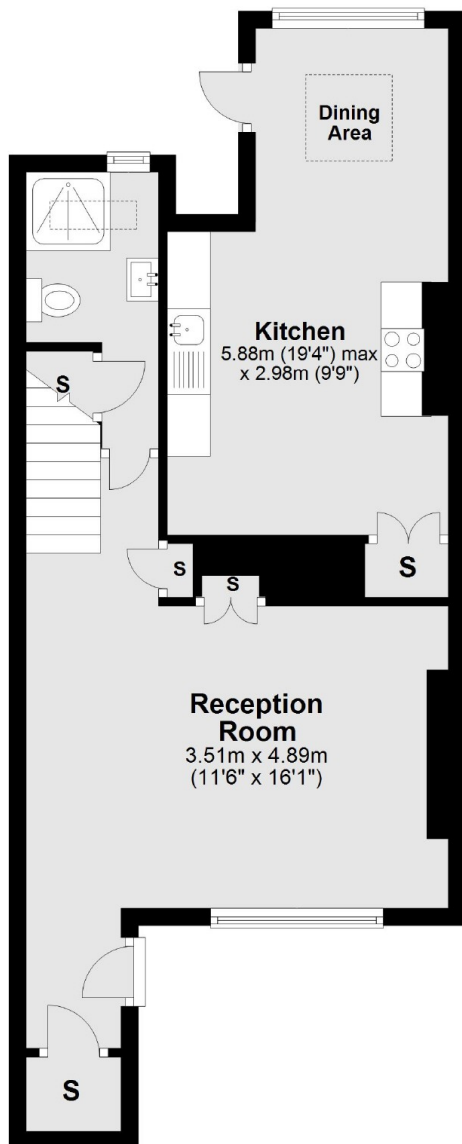 Dining
Area
Kitchen
5.88m (19'4") max
x 2.98m (9'9")
S
S
S
S
Reception
Room
3.51m x 4.89m
(11'6" x 16'1")
S